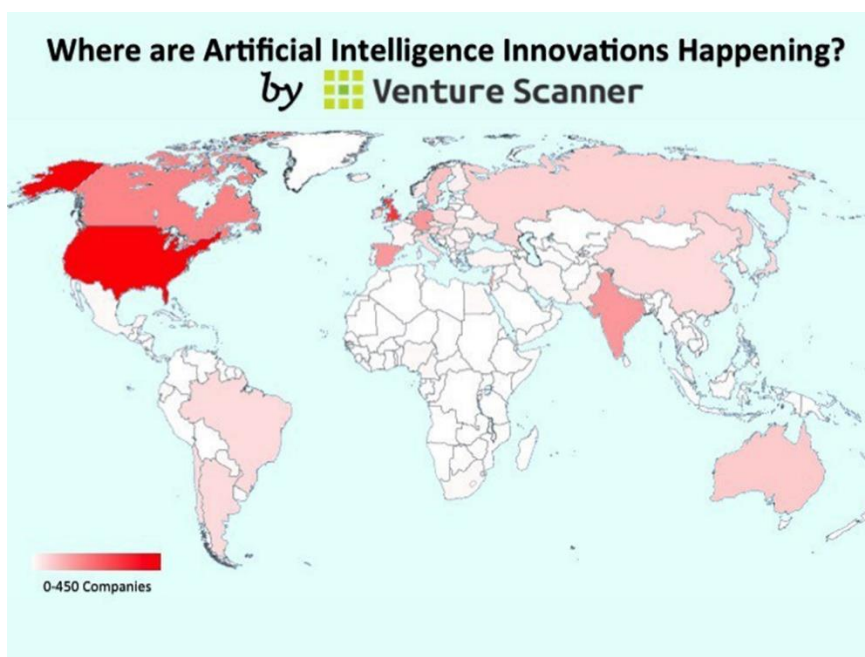 Where are Artificial Intelligence Innovations Happening?
by Venture Scanner
0-450 Companies